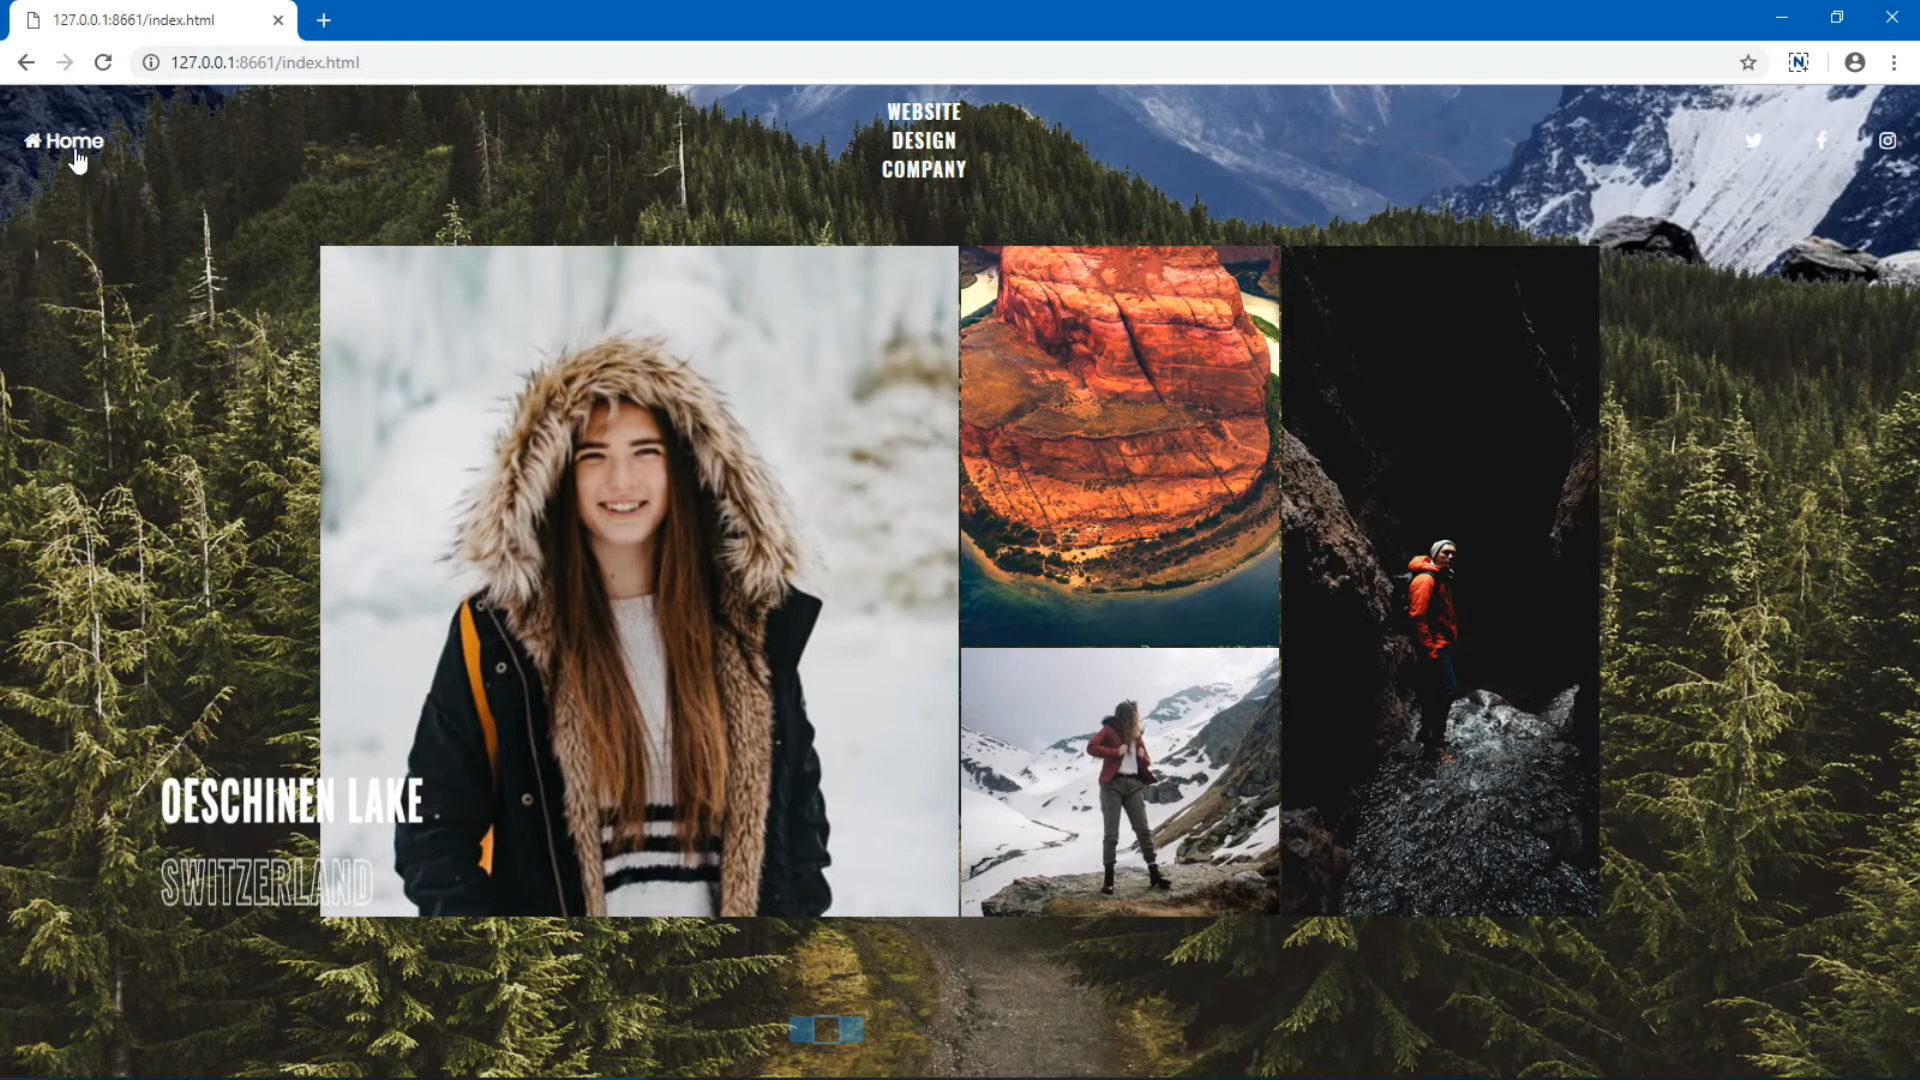 127.0.0.1:8661/index.html
127.0.0.1:8661/index.html
N
Home
WEBSITE
DESIGN
COMPANY
OESCHINEN LAKE
SWITZERLAND